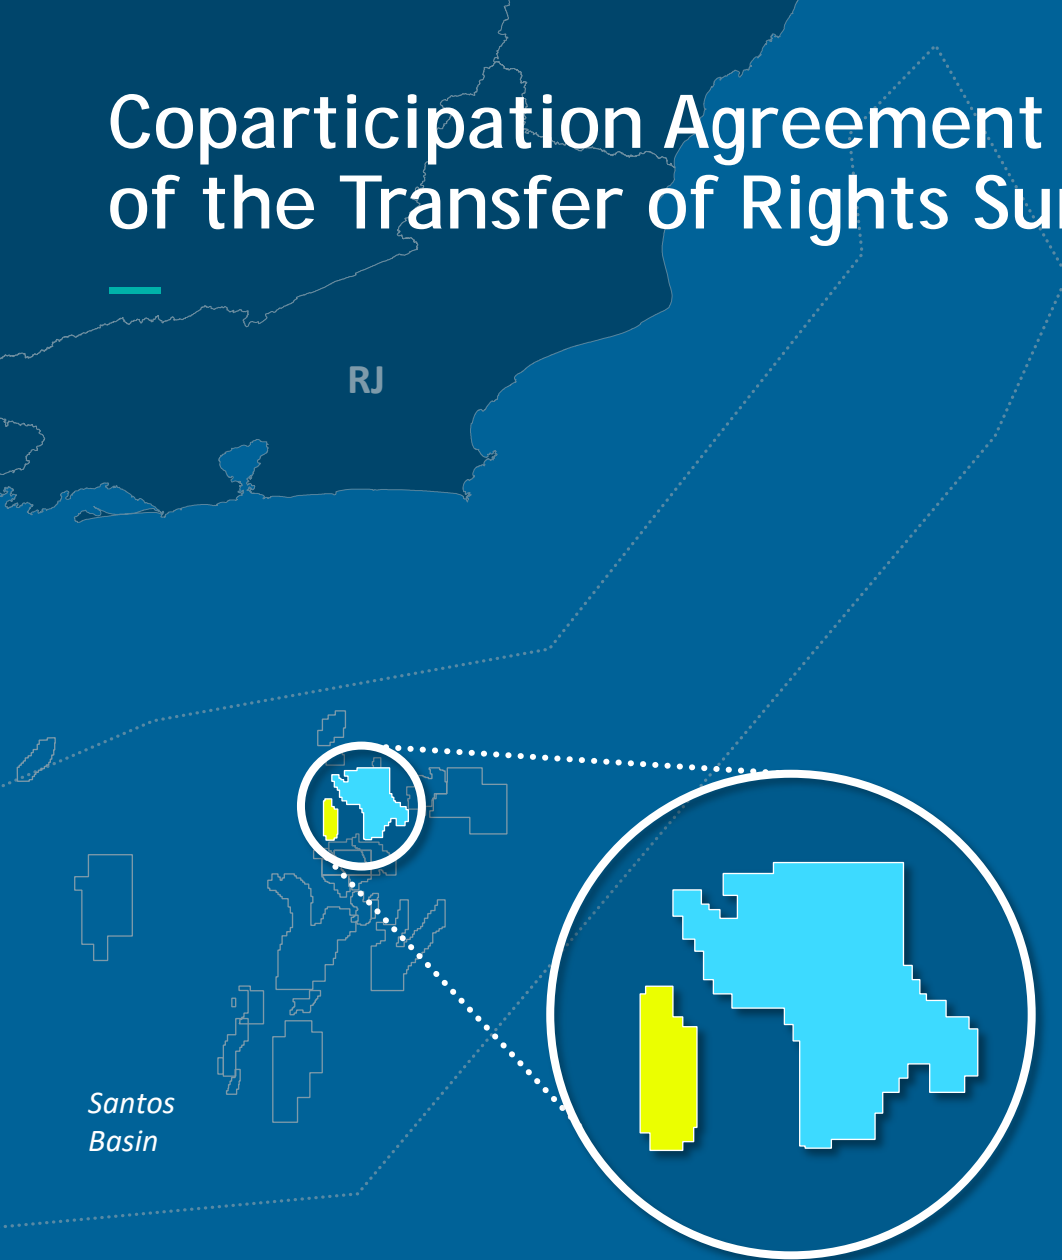 Coparticipation Agreement
of the Transfer of Rights
RJ
Santos
Basin